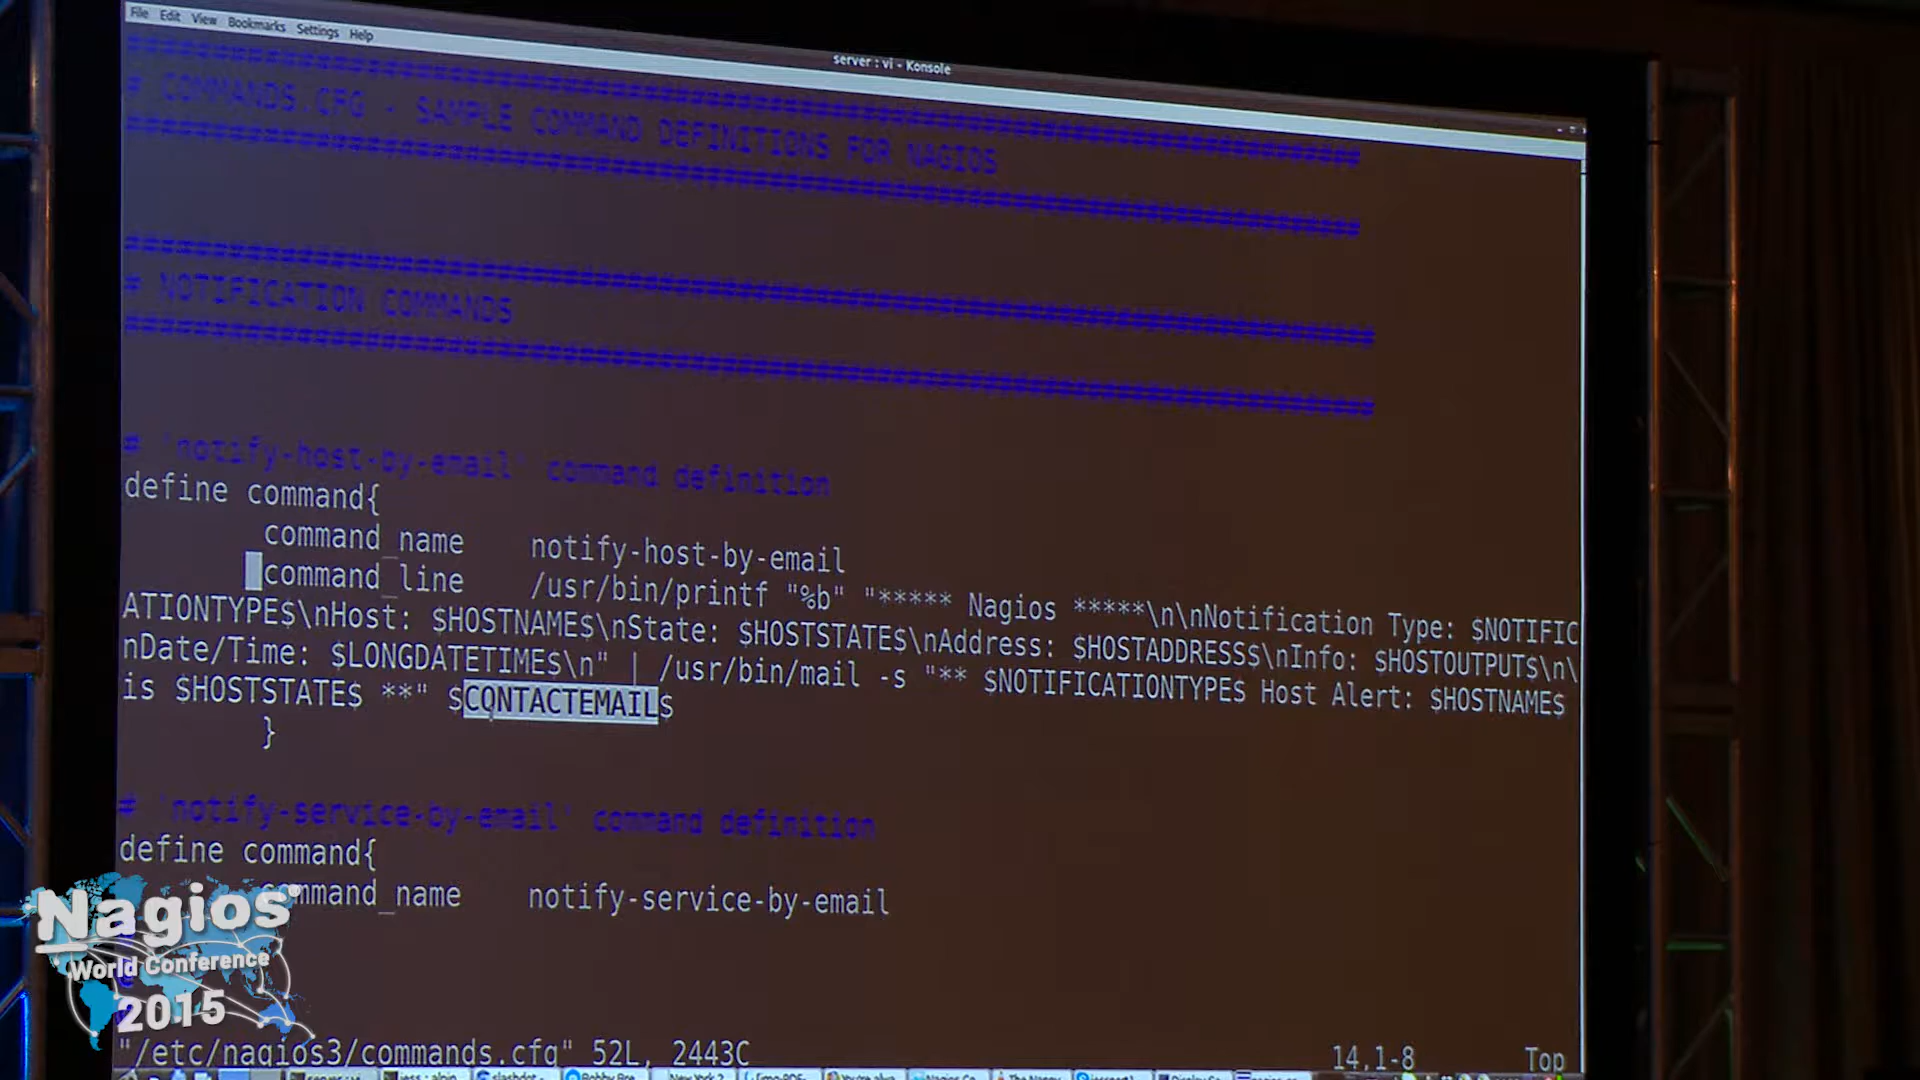 File Edit View Bookmarks Settings Help
server : vi - Konsole
# COMMANDS.CFG - SAMPLE COMMAND DEFINITIONS FOR NAGIOS
# NOTIFICATION COMMANDS
# 'notify-host-by-email' command definition
define command{
command_name notify-host-by-email
command_line /usr/bin/printf "%b" "***** Nagios *****\n\nNotification Type: $NOTIFIC
ATIONTYPE$\nHost: $HOSTNAME$\nState: $HOSTSTATE$\nAddress: $HOSTADDRESS$\nInfo: $HOSTOUTPUT$\n\
nDate/Time: $LONGDATETIME$\n" | /usr/bin/mail -s "** $NOTIFICATIONTYPE$ Host Alert: $HOSTNAME$
is $HOSTSTATE$ **" $CONTACTEMAIL$
}
# 'notify-service-by-email' command definition
define command{
ommand_name notify-service-by-email
Nagios®
World Conference
2015
"/etc/nagios3/commands.cfg" 52L, 2443C 14,1-8 Top